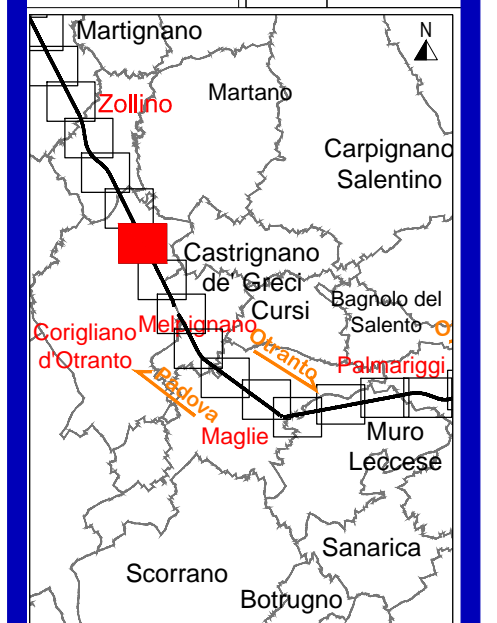 Martignano
N
Martano
Zollino
Carpignano
Salentino
Castrignano
de' Greci
Cursi
Bagnolo del
Salento
Melpignano
Corigliano
d'Otranto
Otranto
O
Palmariggi
Padova
Maglie
Muro
Leccese
Sanarica
Scorrano
Botrugno